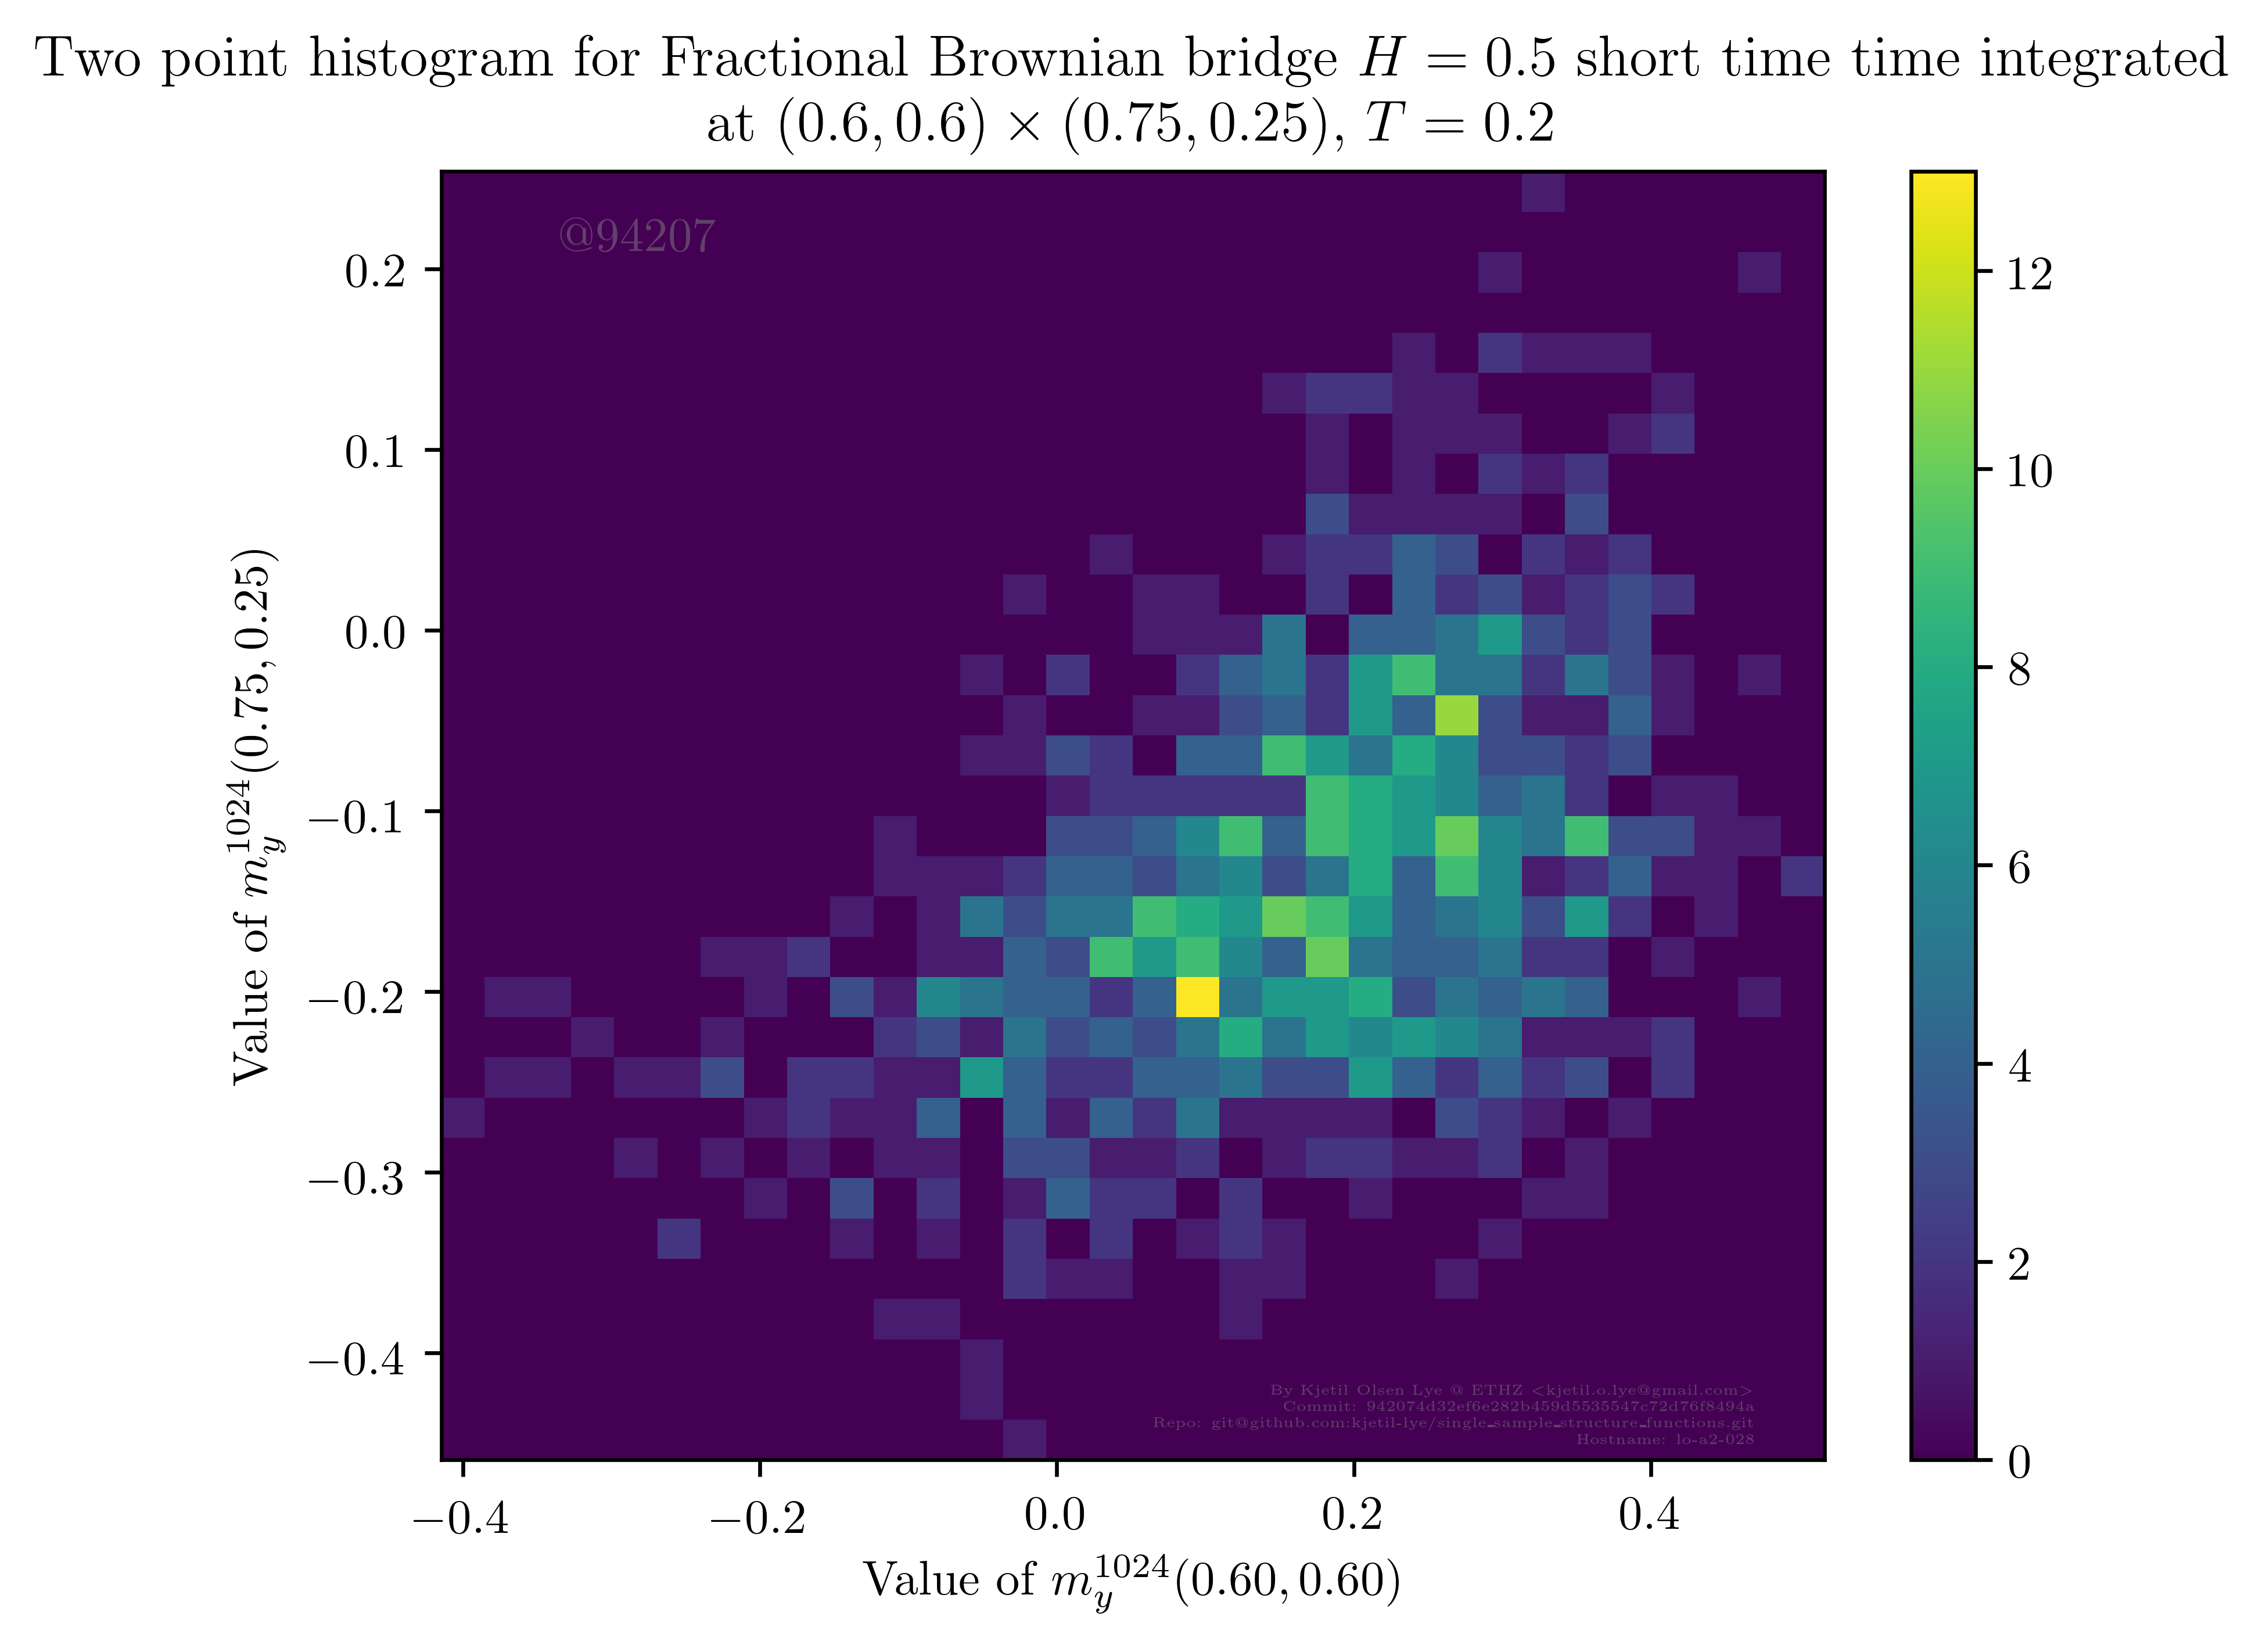 Two point histogram for Fractional Brownian bridge H = 0.5 short time time integrated
at (0.6, 0.6) × (0.75, 0.25), T = 0.2
@94207
0.2
0.1
0.0
−0.1
−0.2
−0.3
−0.4
Value of m_y^{1024}(0.75, 0.25)
−0.4
−0.2
0.0
0.2
0.4
Value of m_y^{1024}(0.60, 0.60)
12
10
8
6
4
2
0
By Kjetil Olsen Lye @ ETHZ <kjetil.o.lye@gmail.com>
Commit: 942074d32ef6e282b459d5535547c72d76f8494a
Repo: git@github.com:kjetil-lye/single_sample_structure_functions.git
Hostname: lo-a2-028